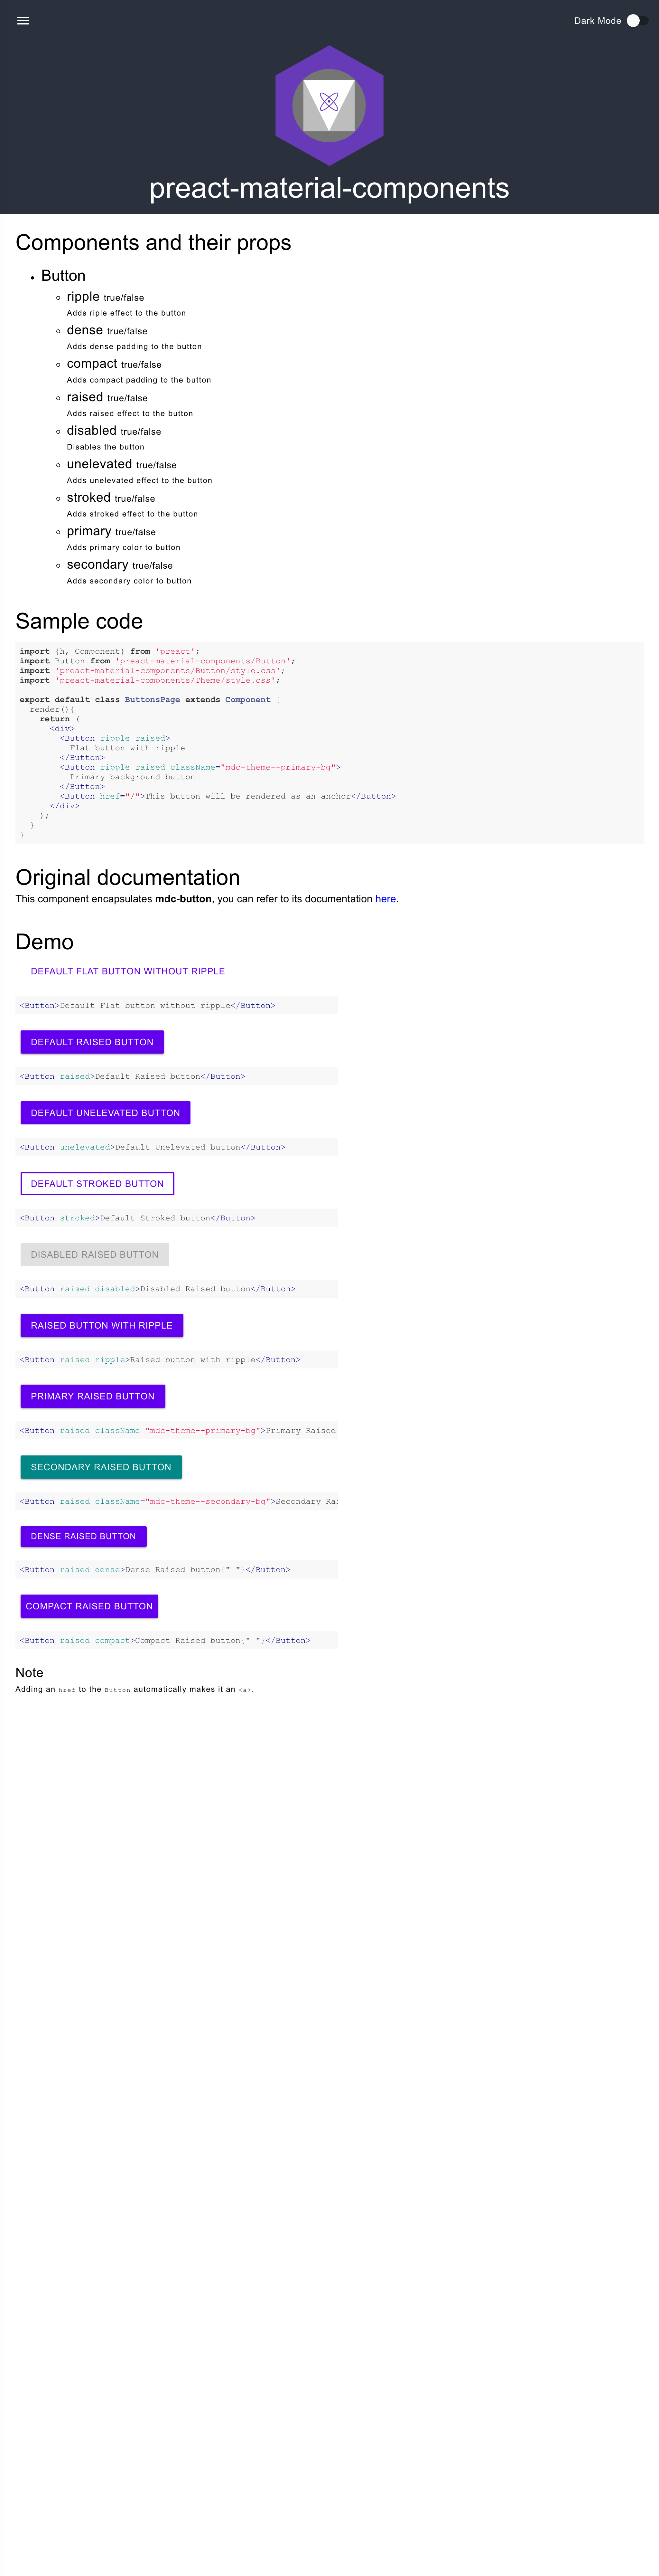 Dark Mode
preact-material-components
Components and their props
Button
ripple true/false
Adds riple effect to the button
dense true/false
Adds dense padding to the button
compact true/false
Adds compact padding to the button
raised true/false
Adds raised effect to the button
disabled true/false
Disables the button
unelevated true/false
Adds unelevated effect to the button
stroked true/false
Adds stroked effect to the button
primary true/false
Adds primary color to button
secondary true/false
Adds secondary color to button
Sample code
import {h, Component} from 'preact';
import Button from 'preact-material-components/Button';
import 'preact-material-components/Button/style.css';
import 'preact-material-components/Theme/style.css';
export default class ButtonsPage extends Component {
render(){
return (
<div>
<Button ripple raised>
Flat button with ripple
</Button>
<Button ripple raised className="mdc-theme--primary-bg">
Primary background button
</Button>
<Button href="/">This button will be rendered as an anchor</Button>
</div>
);
}
}
Original documentation
This component encapsulates mdc-button, you can refer to its documentation here.
Demo
DEFAULT FLAT BUTTON WITHOUT RIPPLE
<Button>Default Flat button without ripple</Button>
DEFAULT RAISED BUTTON
<Button raised>Default Raised button</Button>
DEFAULT UNELEVATED BUTTON
<Button unelevated>Default Unelevated button</Button>
DEFAULT STROKED BUTTON
<Button stroked>Default Stroked button</Button>
DISABLED RAISED BUTTON
<Button raised disabled>Disabled Raised button</Button>
RAISED BUTTON WITH RIPPLE
<Button raised ripple>Raised button with ripple</Button>
PRIMARY RAISED BUTTON
<Button raised className="mdc-theme--primary-bg">Primary Raised
SECONDARY RAISED BUTTON
<Button raised className="mdc-theme--secondary-bg">Secondary Rai
DENSE RAISED BUTTON
<Button raised dense>Dense Raised button{" "}</Button>
COMPACT RAISED BUTTON
<Button raised compact>Compact Raised button{" "}</Button>
Note
Adding an href to the Button automatically makes it an <a>.